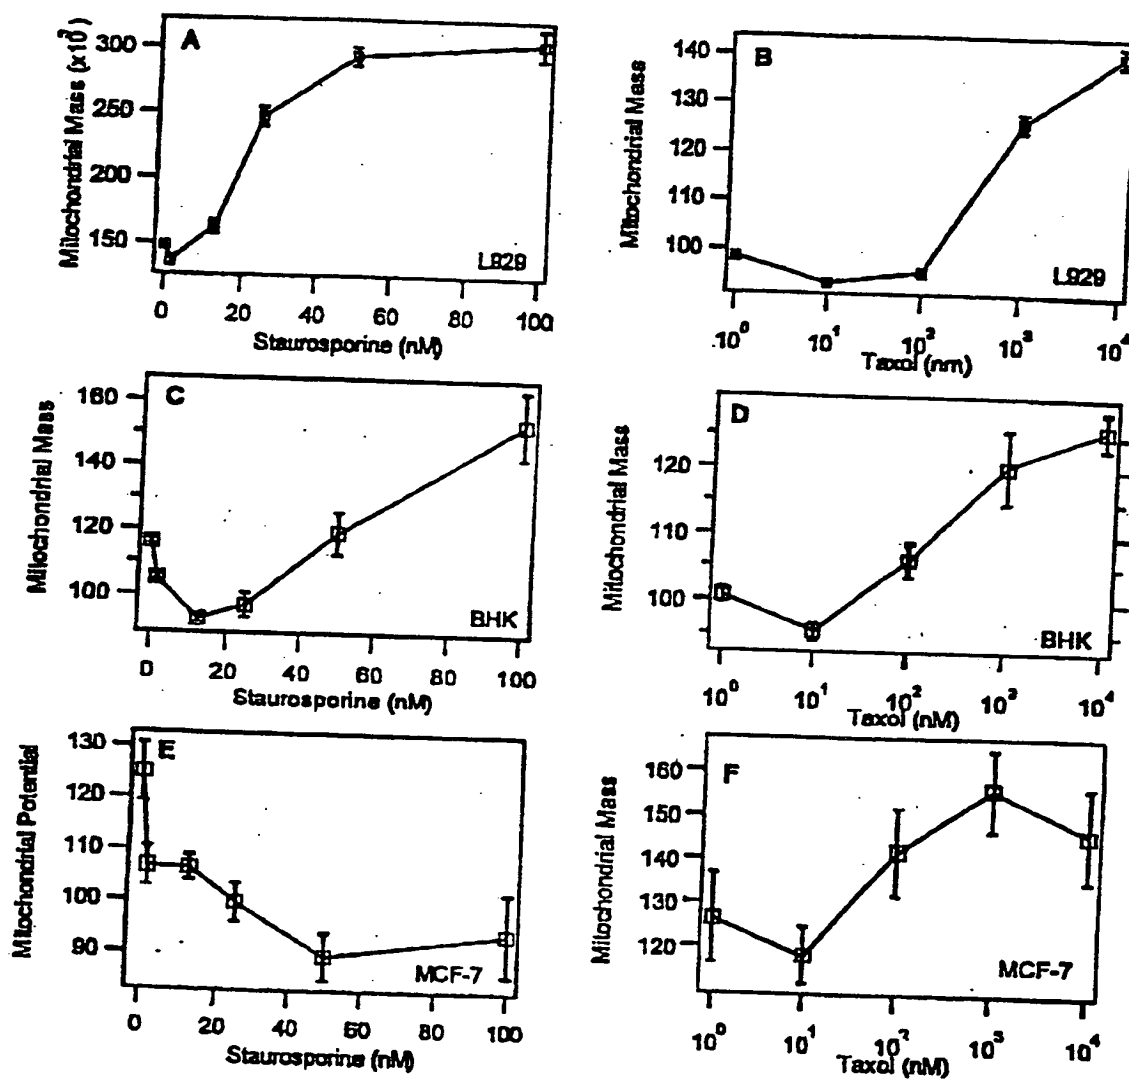 A
Mitochondrial Mass (x10³)
300
250
200
150
L929
0 20 40 60 80 100
Staurosporine (nM)
B
Mitochondrial Mass
140
130
120
110
100
L929
10⁰ 10¹ 10² 10³ 10⁴
Taxol (nm)
C
Mitochondrial Mass
160
140
120
100
BHK
0 20 40 60 80 100
Staurosporine (nM)
D
Mitochondrial Mass
120
110
100
BHK
10⁰ 10¹ 10² 10³ 10⁴
Taxol (nM)
E
Mitochondrial Potential
130
120
110
100
90
MCF-7
0 20 40 60 80 100
Staurosporine (nM)
F
Mitochondrial Mass
160
150
140
130
120
MCF-7
10⁰ 10¹ 10² 10³ 10⁴
Taxol (nM)